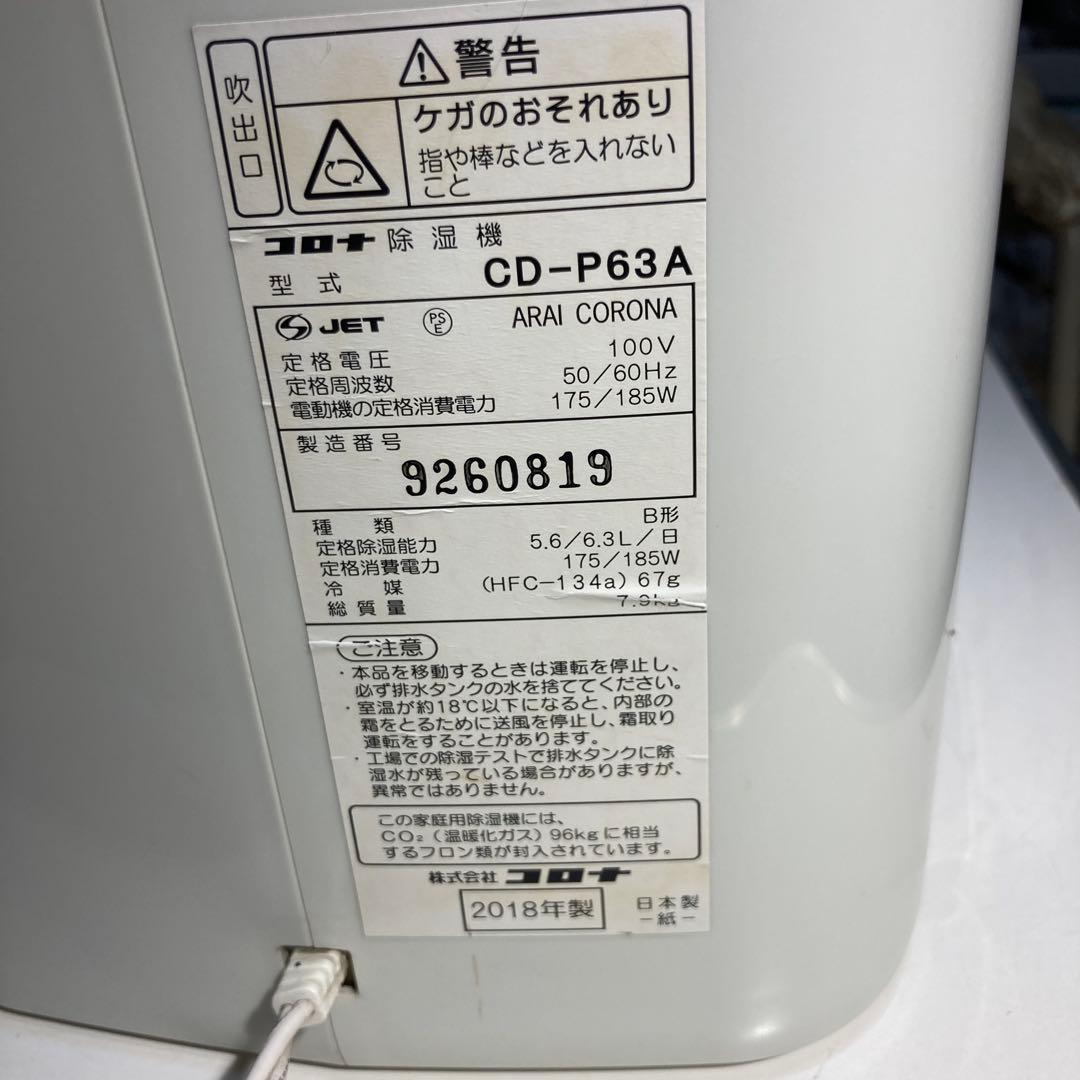 吹出口
警告
ケガのおそれあり
指や棒などを入れない
こと
コロナ 除湿機
型式 CD-P63A
JET PSE ARAI CORONA
定格電圧 100V
定格周波数 50/60Hz
電動機の定格消費電力 175/185W
製造番号
9260819
種類 B形
定格除湿能力 5.6/6.3L/日
定格消費電力 175/185W
冷媒 (HFC-134a) 67g
総質量 7.9kg
ご注意
・本品を移動するときは運転を停止し、
必ず排水タンクの水を捨ててください。
・室温が約18℃以下になると、内部の
霜をとるために送風を停止し、霜取り
運転をすることがあります。
・工場での除湿テストで排水タンクに除
湿水が残っている場合がありますが、
異常ではありません。
この家庭用除湿機には、
CO₂（温暖化ガス）96kgに相当
するフロン類が封入されています。
株式会社 コロナ
2018年製 日本製
－紙－